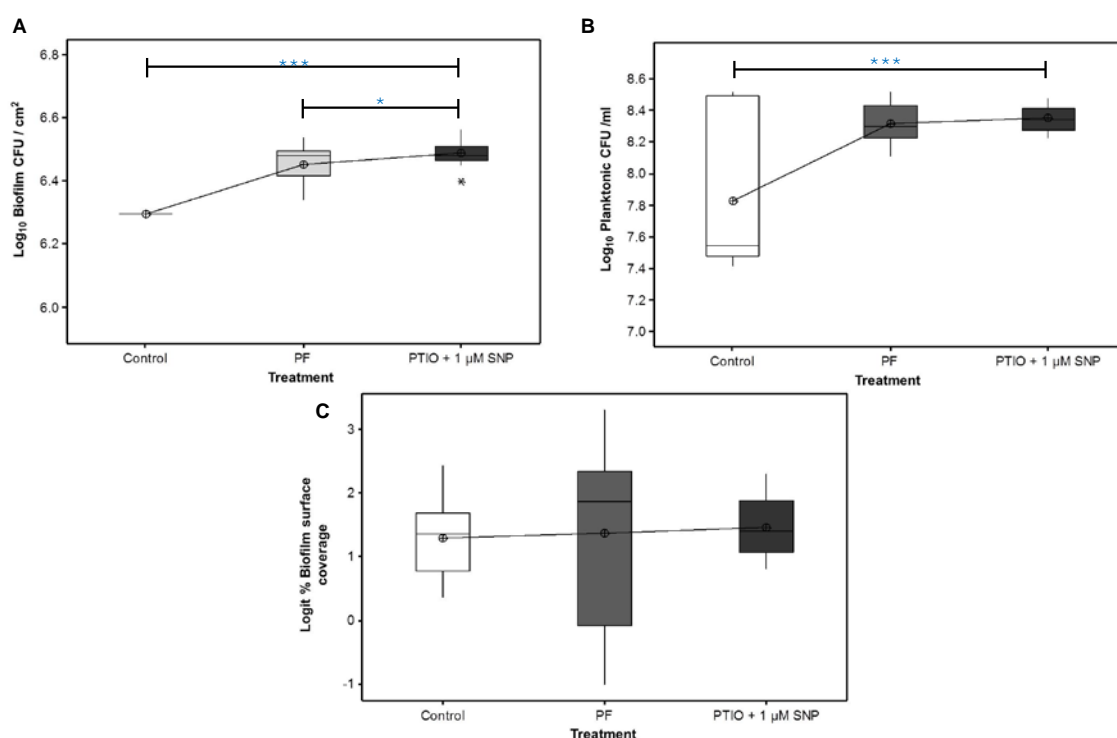 A
Log10 Biofilm CFU / cm²
6.8
6.6
6.4
6.2
6.0
***
*
*
Control
PF
PTIO + 1 µM SNP
Treatment
B
Log10 Planktonic CFU /ml
8.6
8.4
8.2
8.0
7.8
7.6
7.4
7.2
7.0
***
Control
PF
PTIO + 1 µM SNP
Treatment
C
Logit % Biofilm surface
coverage
3
2
1
0
-1
Control
PF
PTIO + 1 µM SNP
Treatment